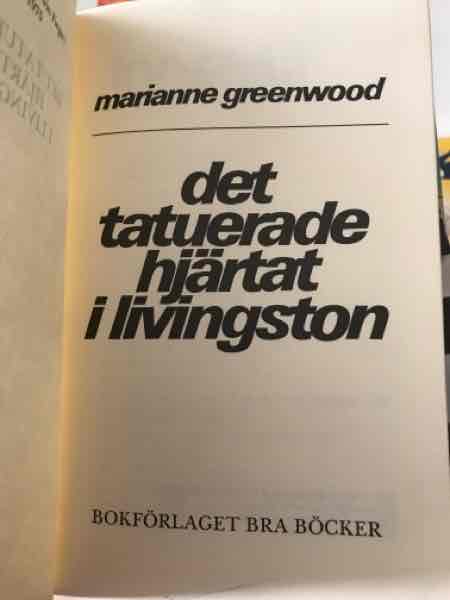 marianne greenwood
det
tatuerade
hjärtat
i livingston
BOKFÖRLAGET BRA BÖCKER